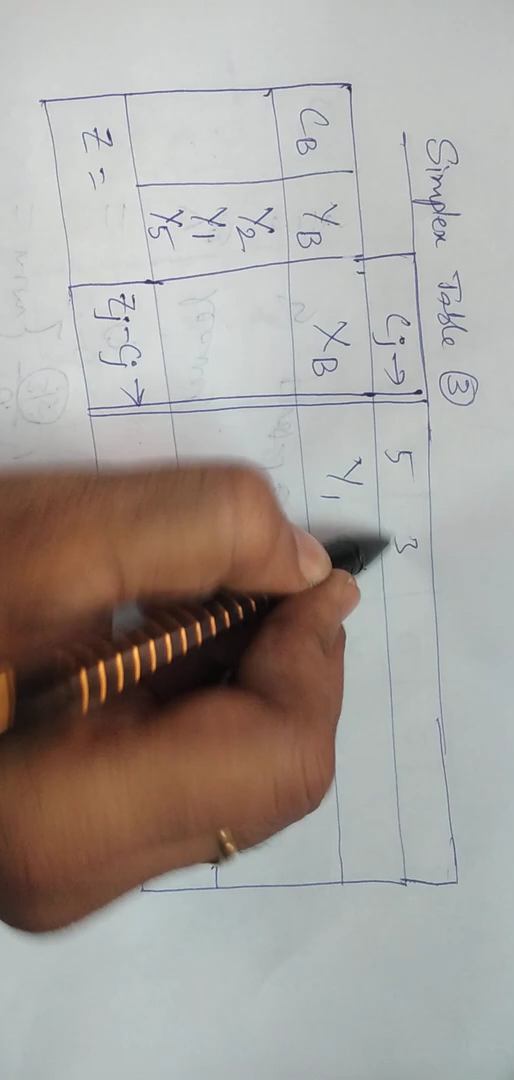 Simplex Table ③
Cj→ 5 3
CB YB XB Y1
Y2
Y1
Y5
Z = Zj-Cj→